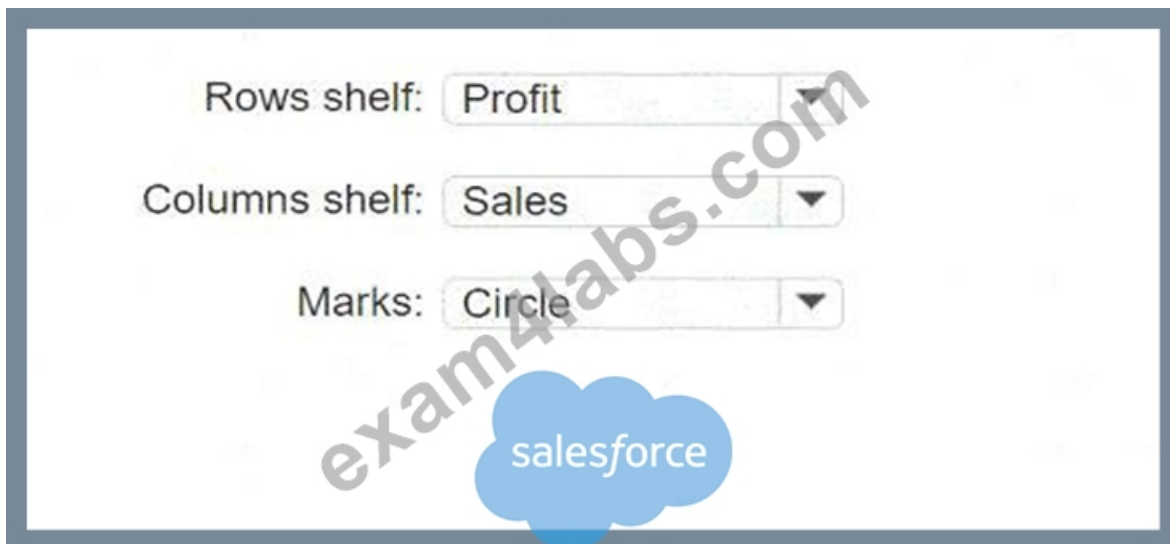 Rows shelf: Profit
Columns shelf: Sales
Marks: Circle
exam4labs.com
salesforce